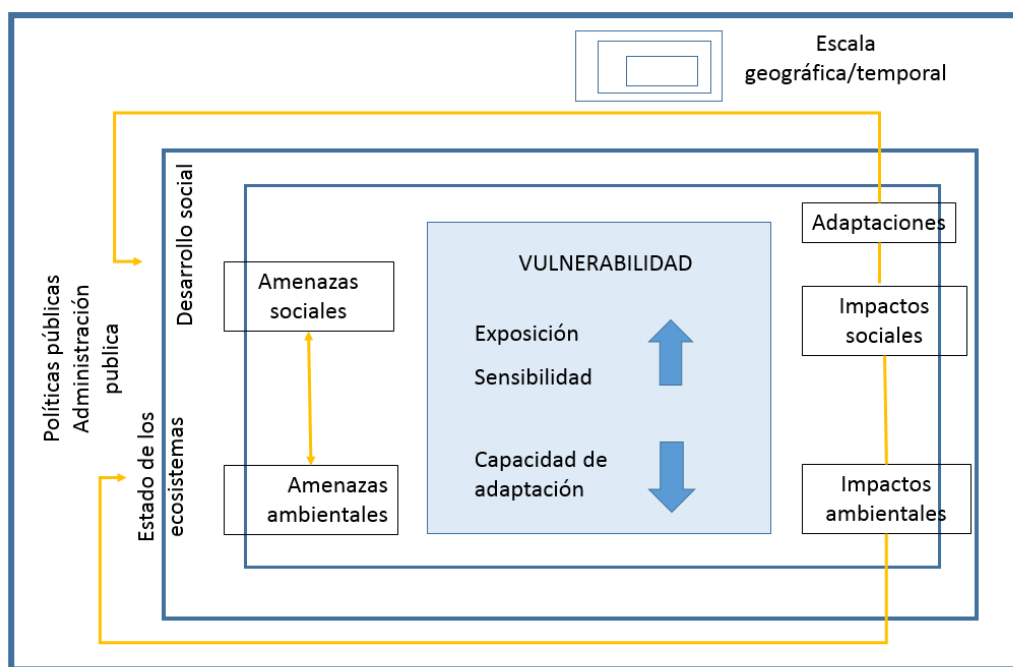 Escala
geográfica/temporal
Políticas públicas
Administración
publica
Desarrollo social
Estado de los
ecosistemas
Amenazas
sociales
Amenazas
ambientales
VULNERABILIDAD
Exposición
Sensibilidad
Capacidad de
adaptación
Adaptaciones
Impactos
sociales
Impactos
ambientales